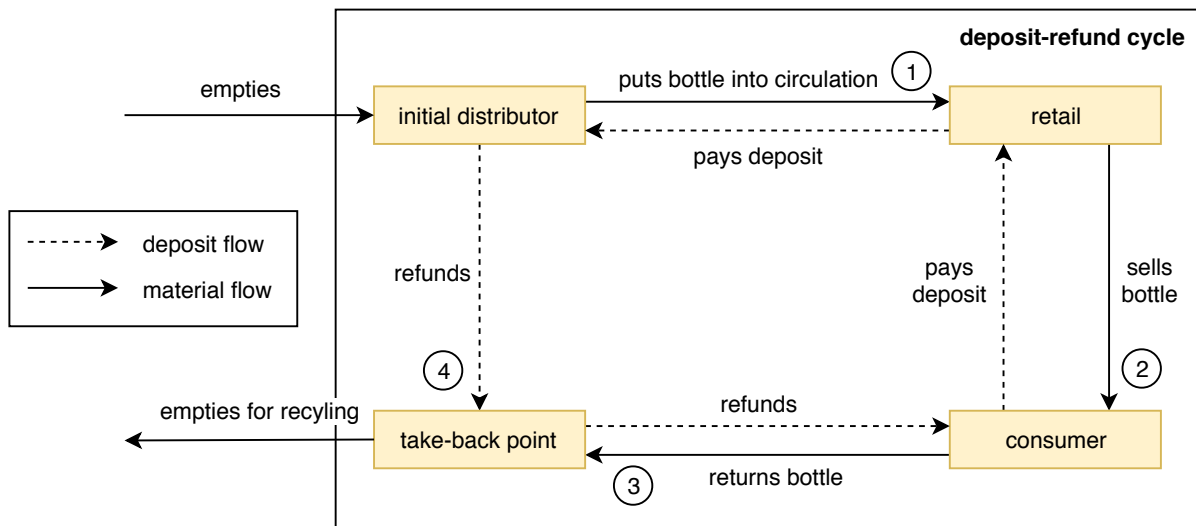 deposit-refund cycle
empties
initial distributor
puts bottle into circulation
1
retail
pays deposit
deposit flow
material flow
refunds
pays
deposit
sells
bottle
4
2
empties for recyling
take-back point
refunds
consumer
3
returns bottle